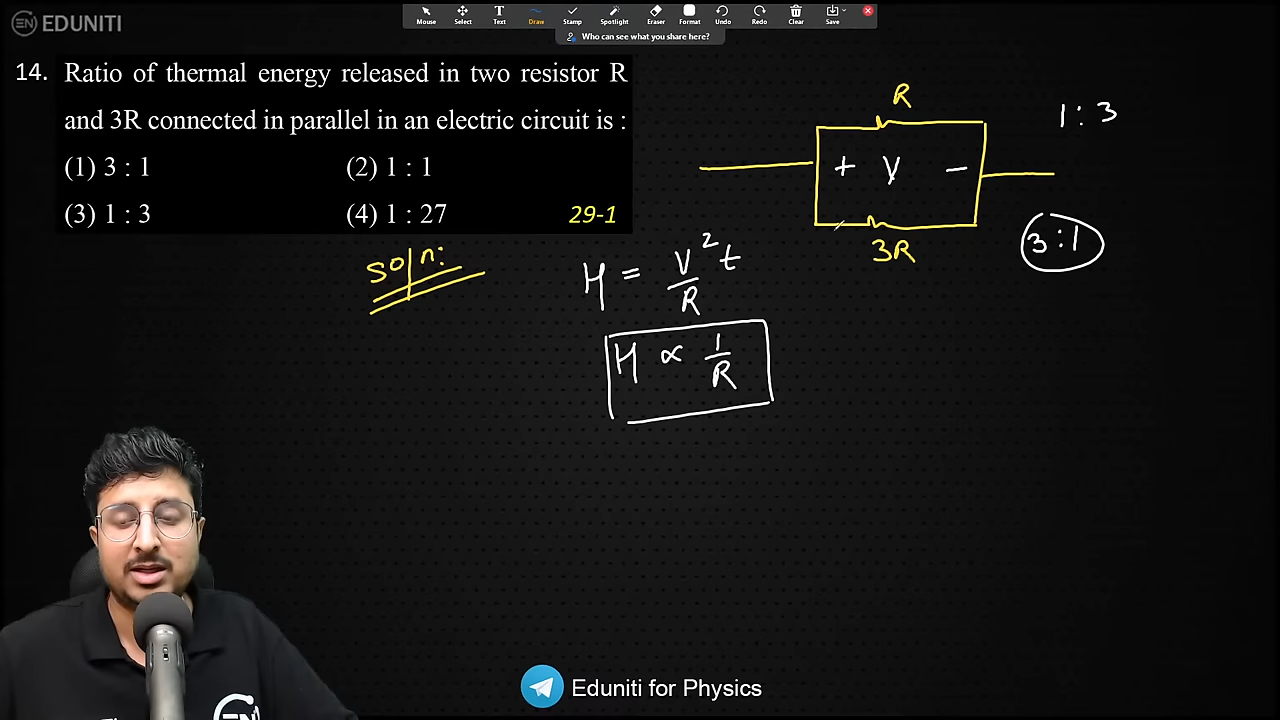 EN EDUNITI
Mouse Select Text Draw Stamp Spotlight Eraser Format Undo Redo Clear Save
Who can see what you share here?
14. Ratio of thermal energy released in two resistor R
and 3R connected in parallel in an electric circuit is :
(1) 3 : 1 (2) 1 : 1
(3) 1 : 3 (4) 1 : 27 29-1
R
1 : 3
+ V −
3R
3 : 1
soln:
H = V²t/R
H ∝ 1/R
EN
Eduniti for Physics